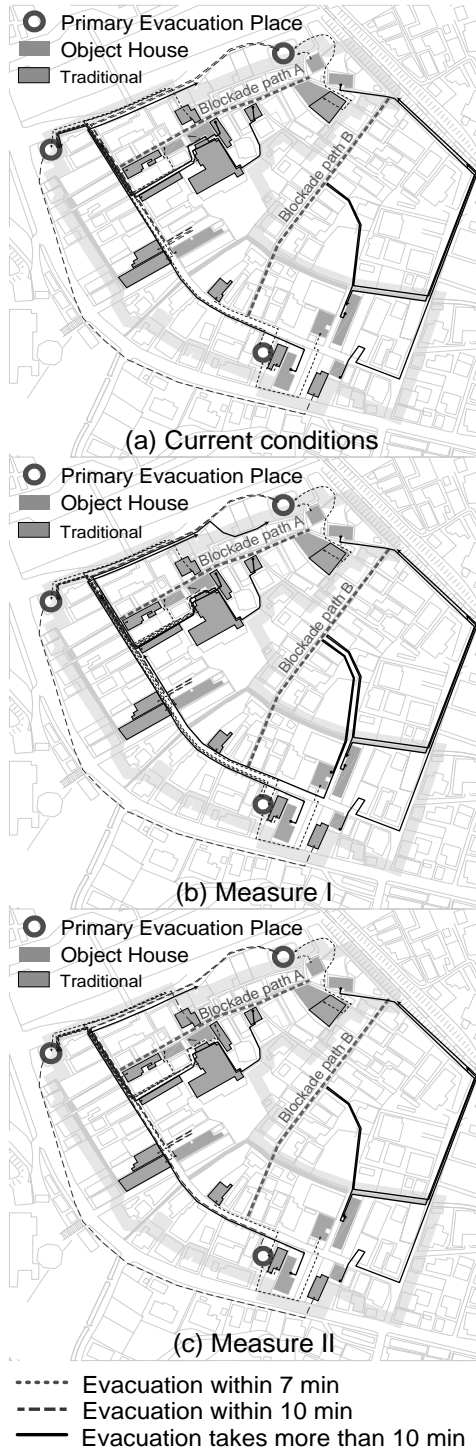 Primary Evacuation Place
Object House
Traditional
Blockade path A
Blockade path B
(a) Current conditions
Primary Evacuation Place
Object House
Traditional
Blockade path A
Blockade path B
(b) Measure I
Primary Evacuation Place
Object House
Traditional
Blockade path A
Blockade path B
(c) Measure II
Evacuation within 7 min
Evacuation within 10 min
Evacuation takes more than 10 min